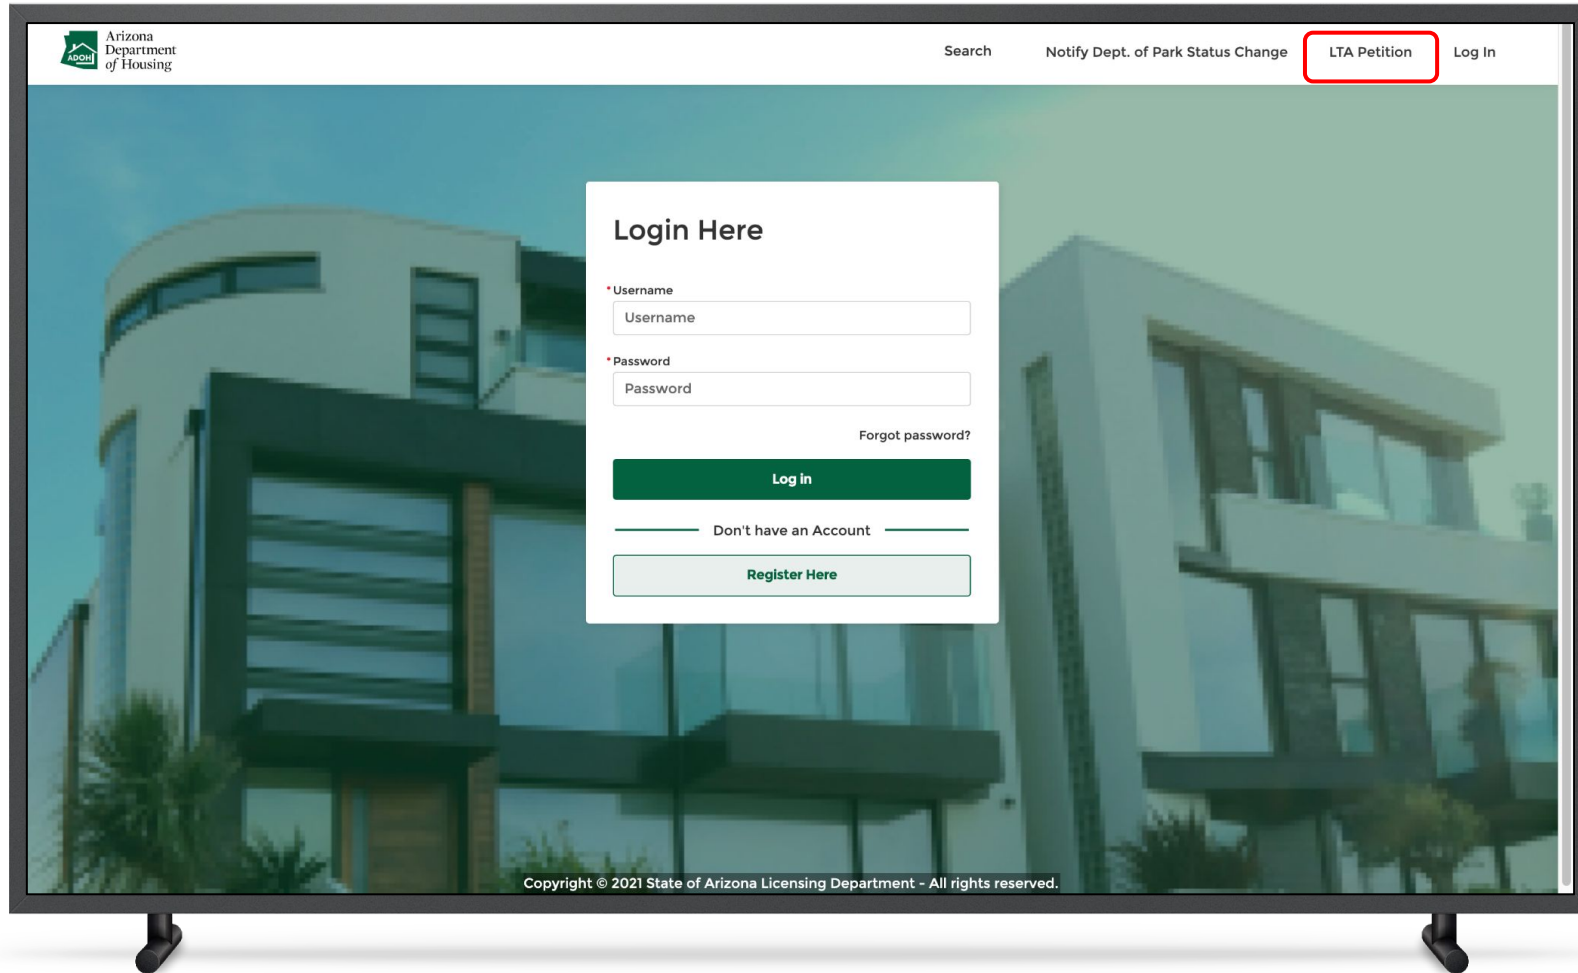 Arizona
Department
of Housing
ADOH
Search
Notify Dept. of Park Status Change
LTA Petition
Log In
Login Here
*Username
Username
*Password
Password
Forgot password?
Log in
Don't have an Account
Register Here
Copyright © 2021 State of Arizona Licensing Department - All rights reserved.